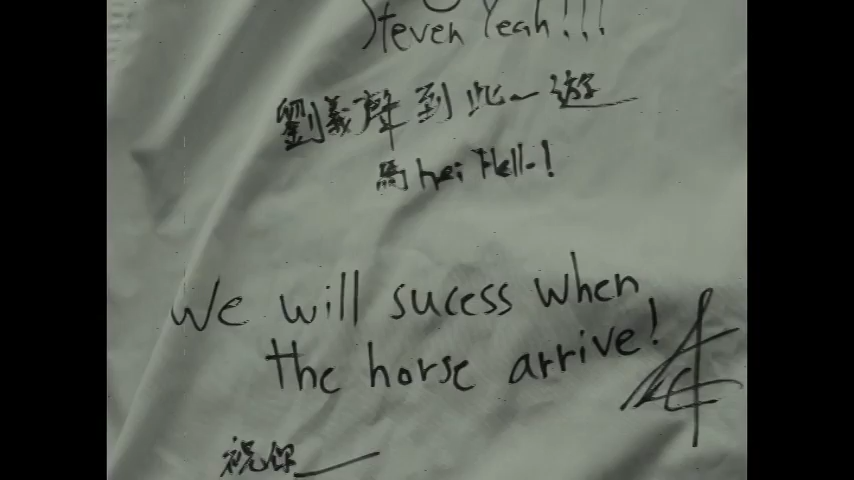 Steven Yeah!!!
劉義聲到此一遊
馬 hei Hell-!
We will sucess when
the horse arrive!
祝你